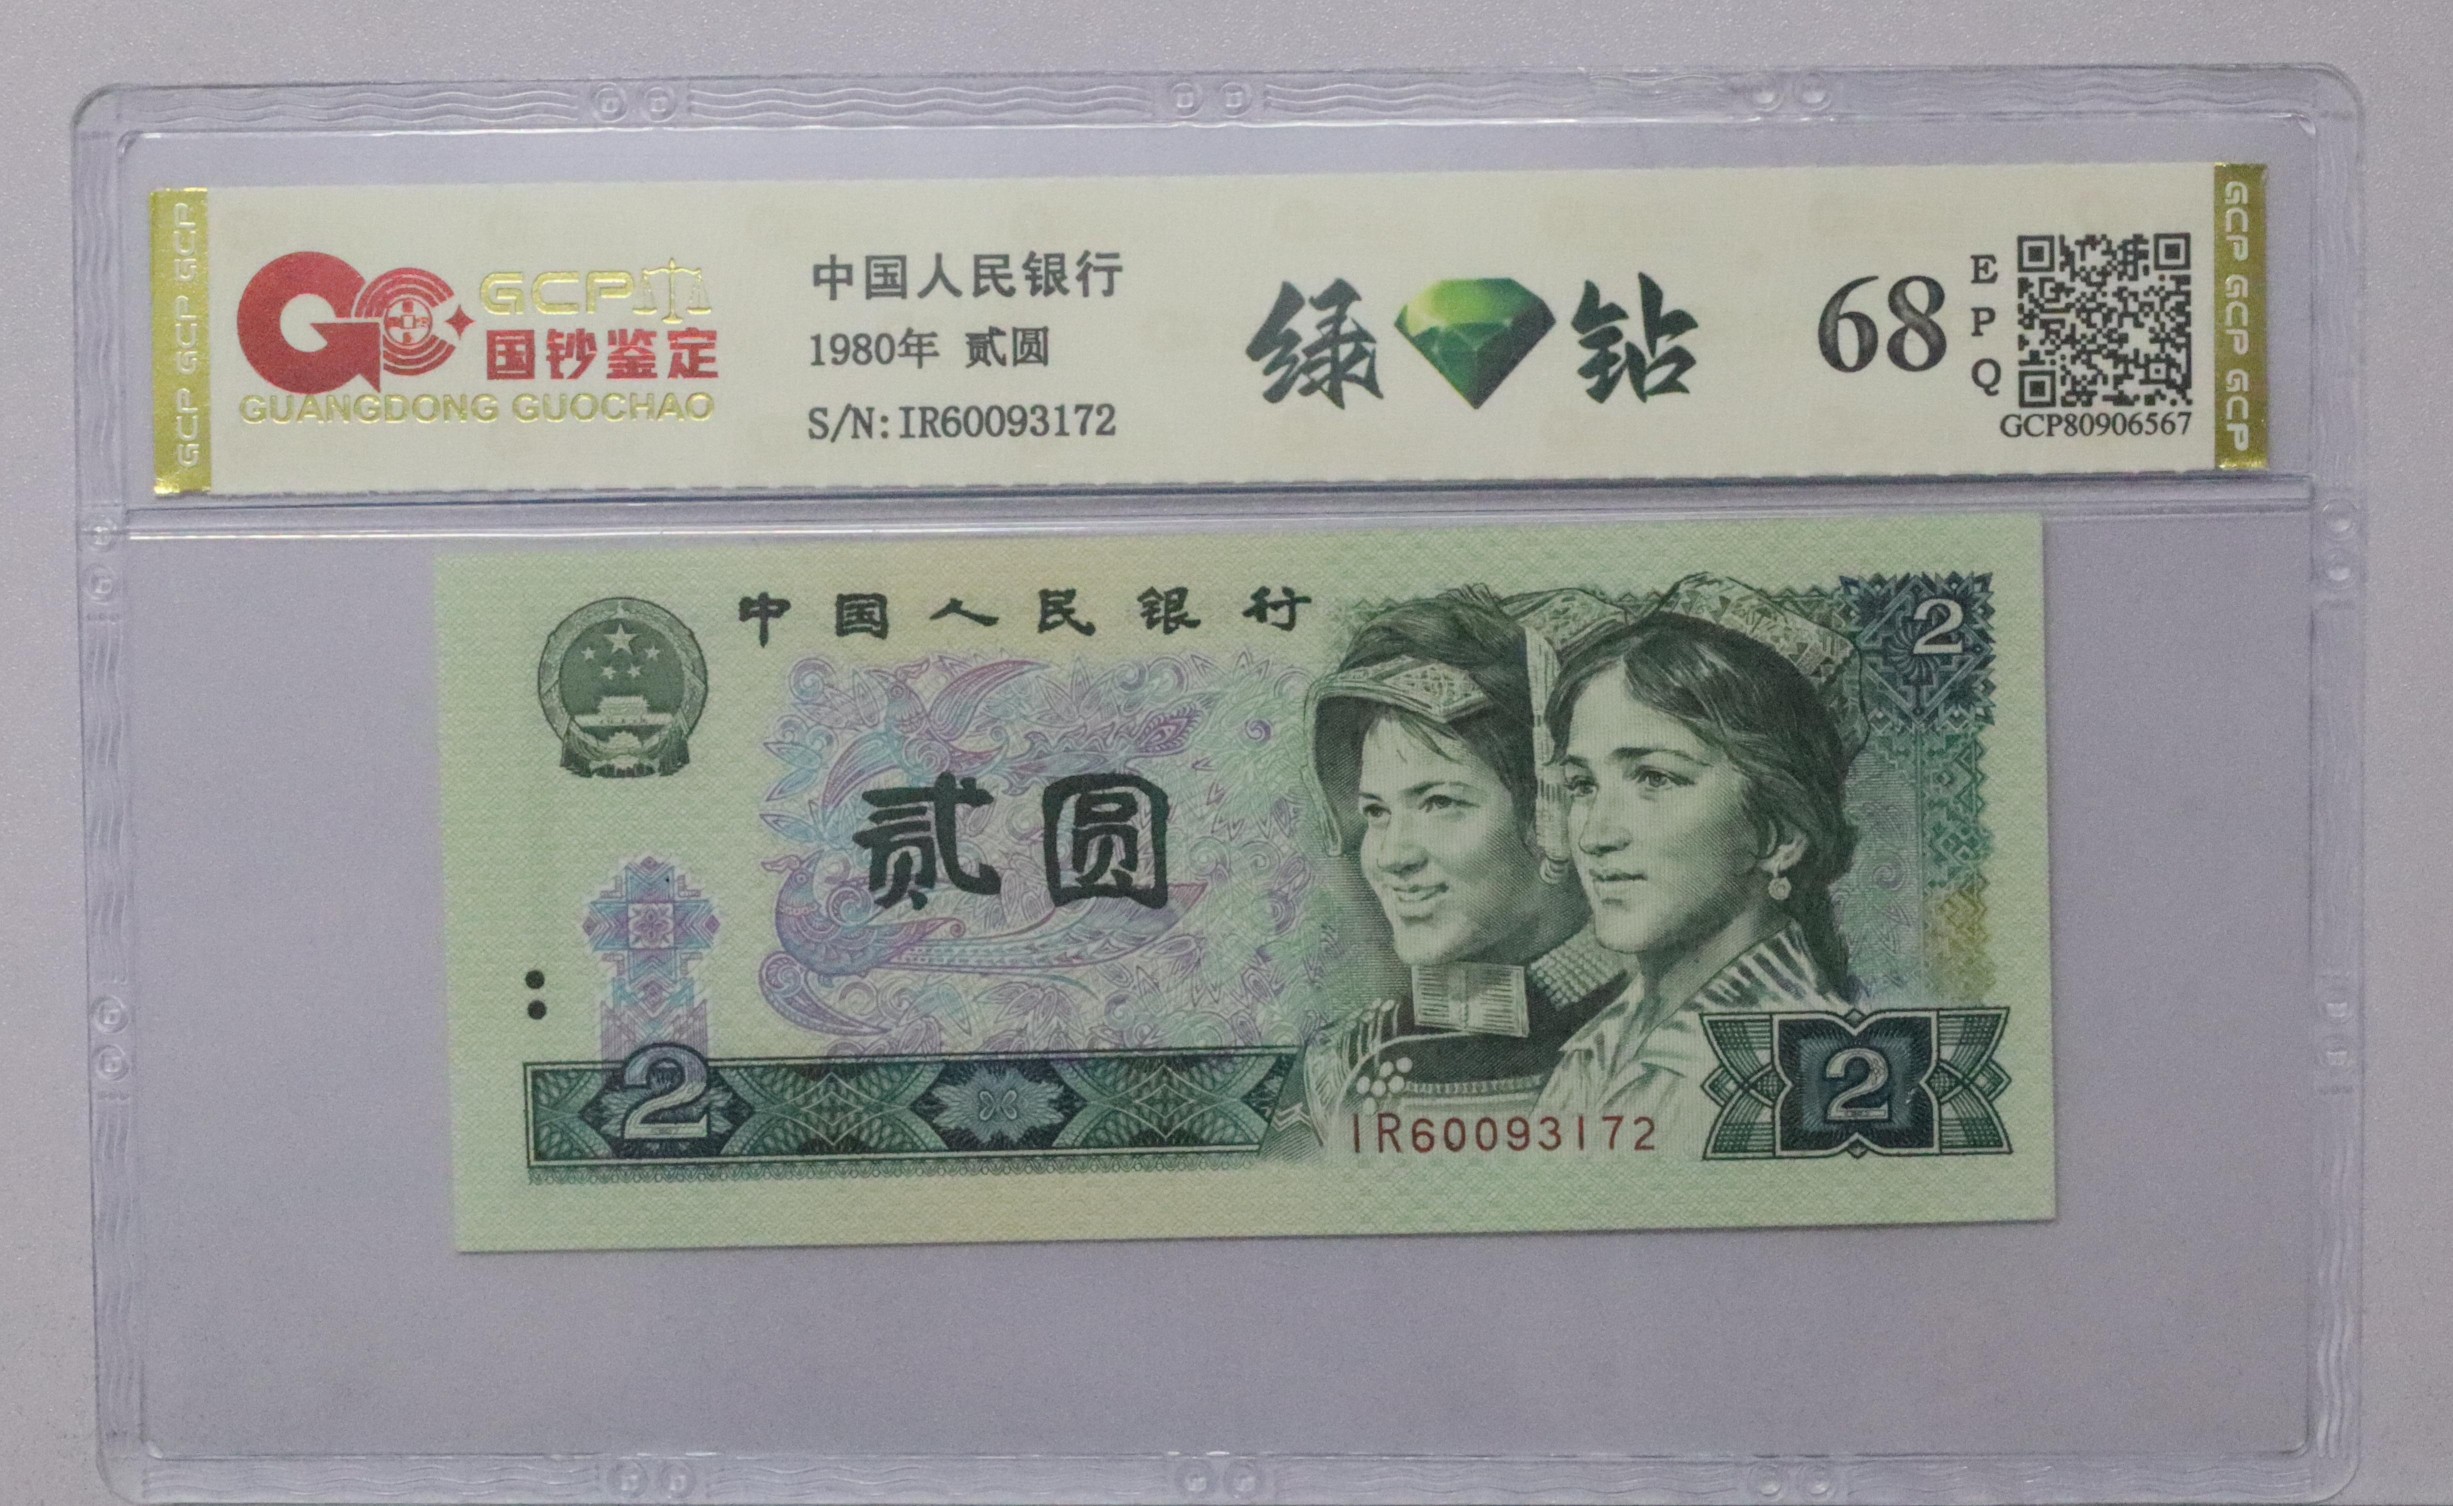 GCP GCP GCP
GCP
国钞鉴定
GUANGDONG GUOCHAO
中国人民银行
1980年 贰圆
S/N:IR60093172
绿 钻
68
E
P
Q
GCP80906567
GCP GCP GCP
中国人民银行
2
贰圆
2
IR60093172
2